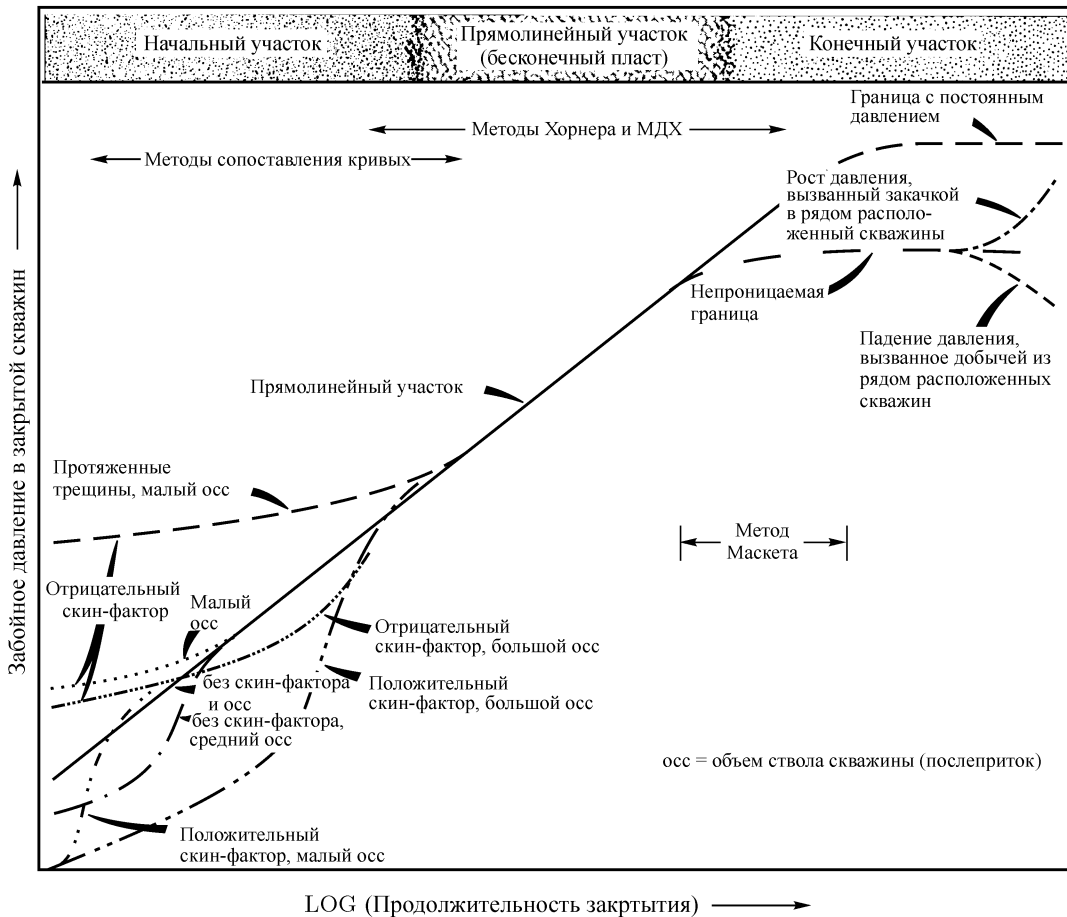 Начальный участок
Прямолинейный участок
(бесконечный пласт)
Конечный участок
Граница с постоянным
давлением
Методы Хорнера и МДХ
Методы сопоставления кривых
Рост давления,
вызванный закачкой
в рядом располо-
женный скважины
Непроницаемая
граница
Падение давления,
вызванное добычей из
рядом расположенных
скважин
Прямолинейный участок
Протяженные
трещины, малый осс
Метод
Маскета
Отрицательный
скин-фактор
Малый
осс
Отрицательный
скин-фактор, большой осс
без скин-фактора
и осс
Положительный
скин-фактор, большой осс
без скин-фактора,
средний осс
осс = объем ствола скважины (послеприток)
Положительный
скин-фактор, малый осс
Забойное давление в закрытой скважин
LOG (Продолжительность закртытия)